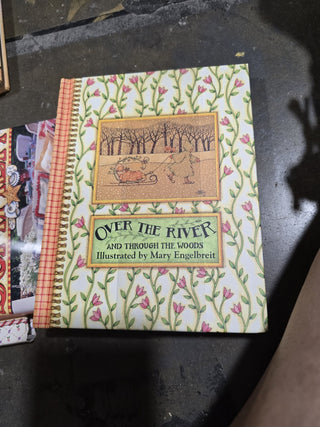 OVER THE RIVER
AND THROUGH THE WOODS
Illustrated by Mary Engelbreit